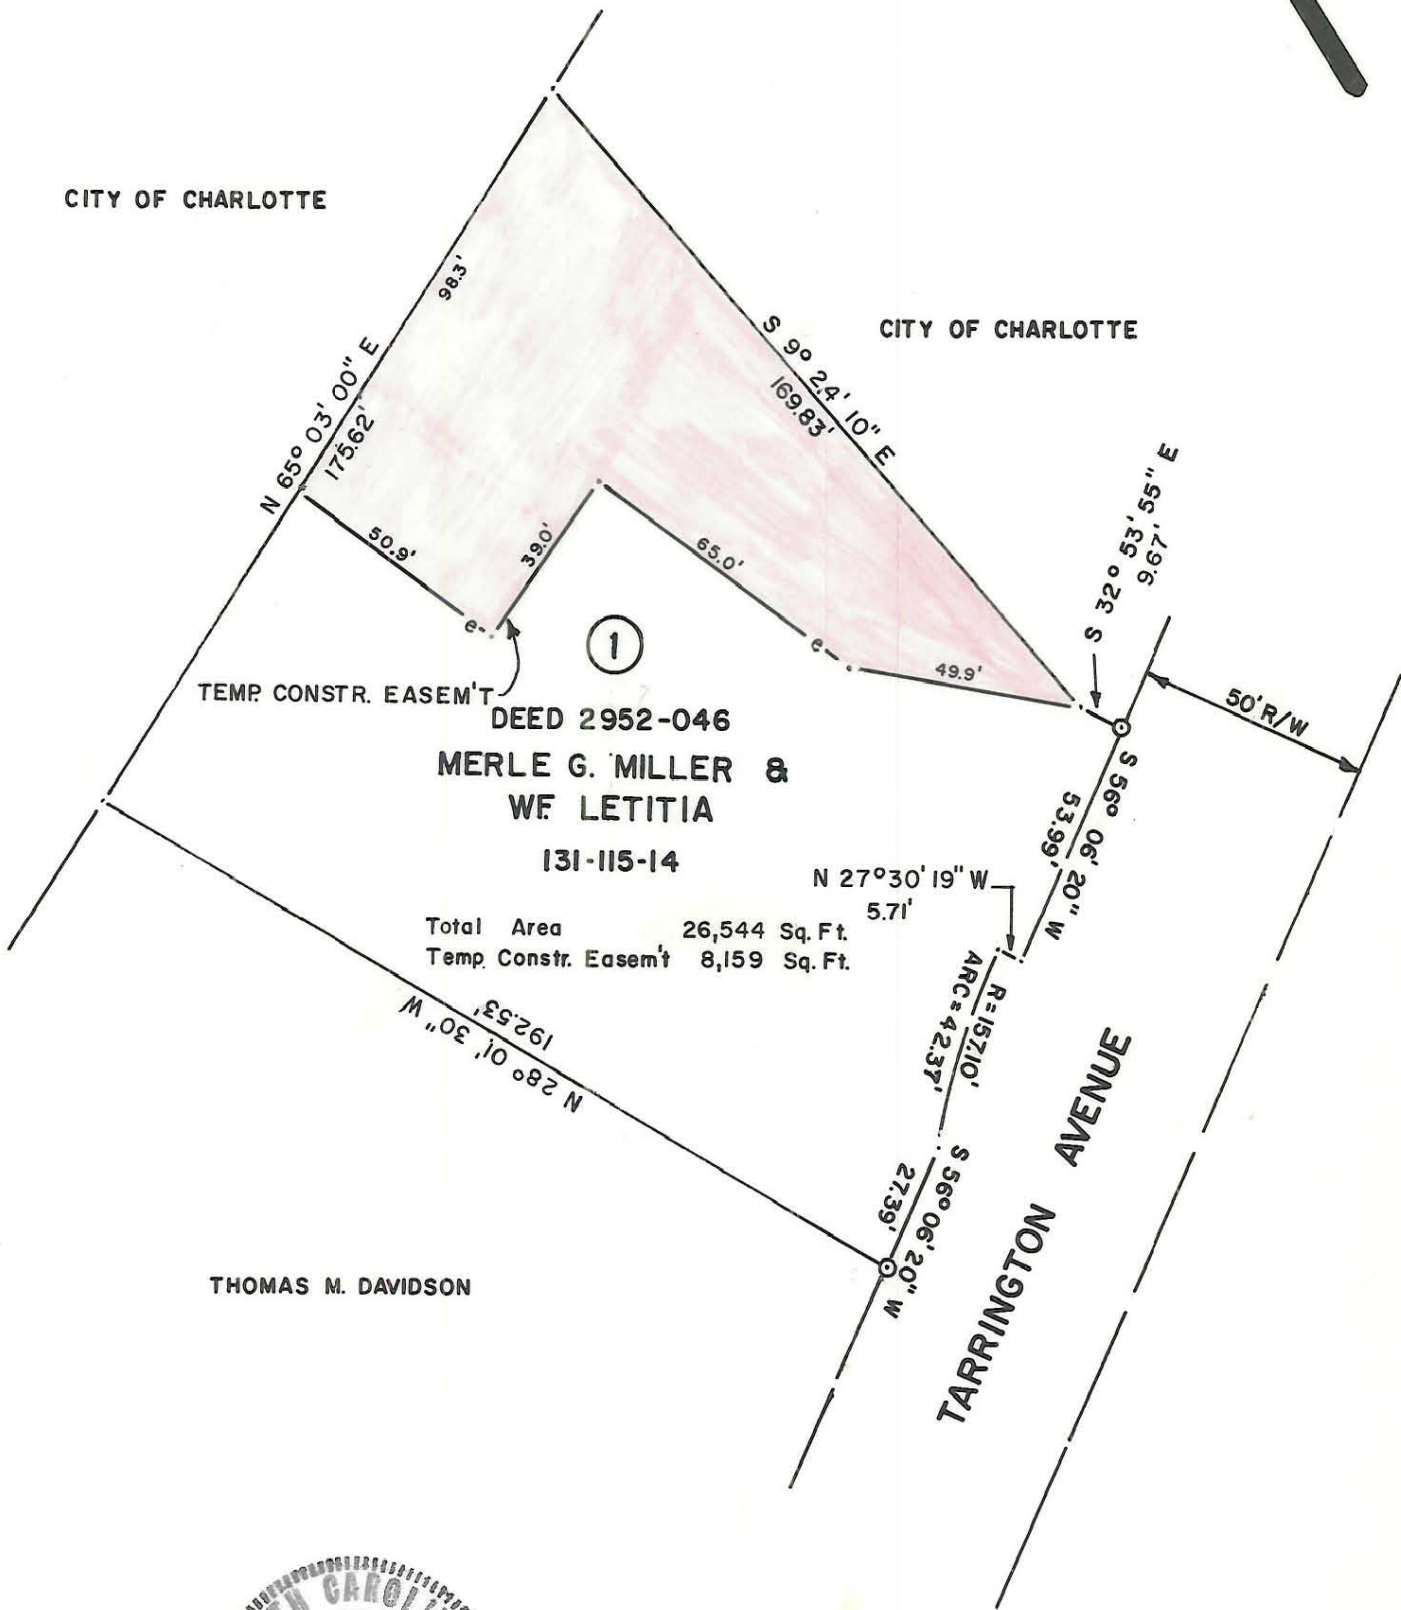 CITY OF CHARLOTTE
98.3'
CITY OF CHARLOTTE
N 65° 03' 00" E
175.62'
S 9° 24' 10" E
169.83'
S 32° 53' 55" E
9.67'
50.9'
39.0'
65.0'
49.9'
e
e
1
TEMP. CONSTR. EASEM'T
50' R/W
DEED 2952-046
MERLE G. MILLER &
WF. LETITIA
131-115-14
S 56° 06' 20" W
53.99'
N 27° 30' 19" W
5.71'
Total Area 26,544 Sq. Ft.
Temp. Constr. Easem't 8,159 Sq. Ft.
R=157.10'
ARC=42.37'
192.53'
N 28° 01' 30" W
S 56° 06' 20" W
27.39'
TARRINGTON AVENUE
THOMAS M. DAVIDSON